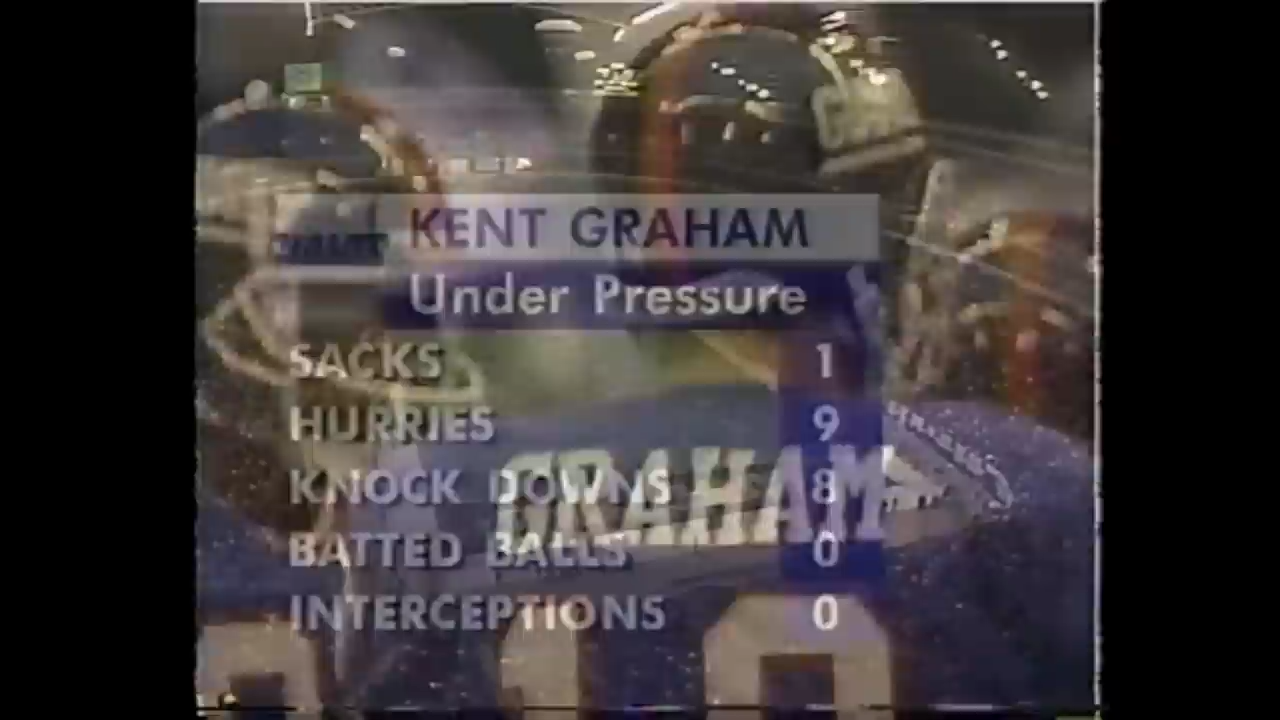 KENT GRAHAM
Under Pressure
SACKS 1
HURRIES 9
KNOCK DOWNS 8
BATTED BALLS 0
INTERCEPTIONS 0
GRAHAM